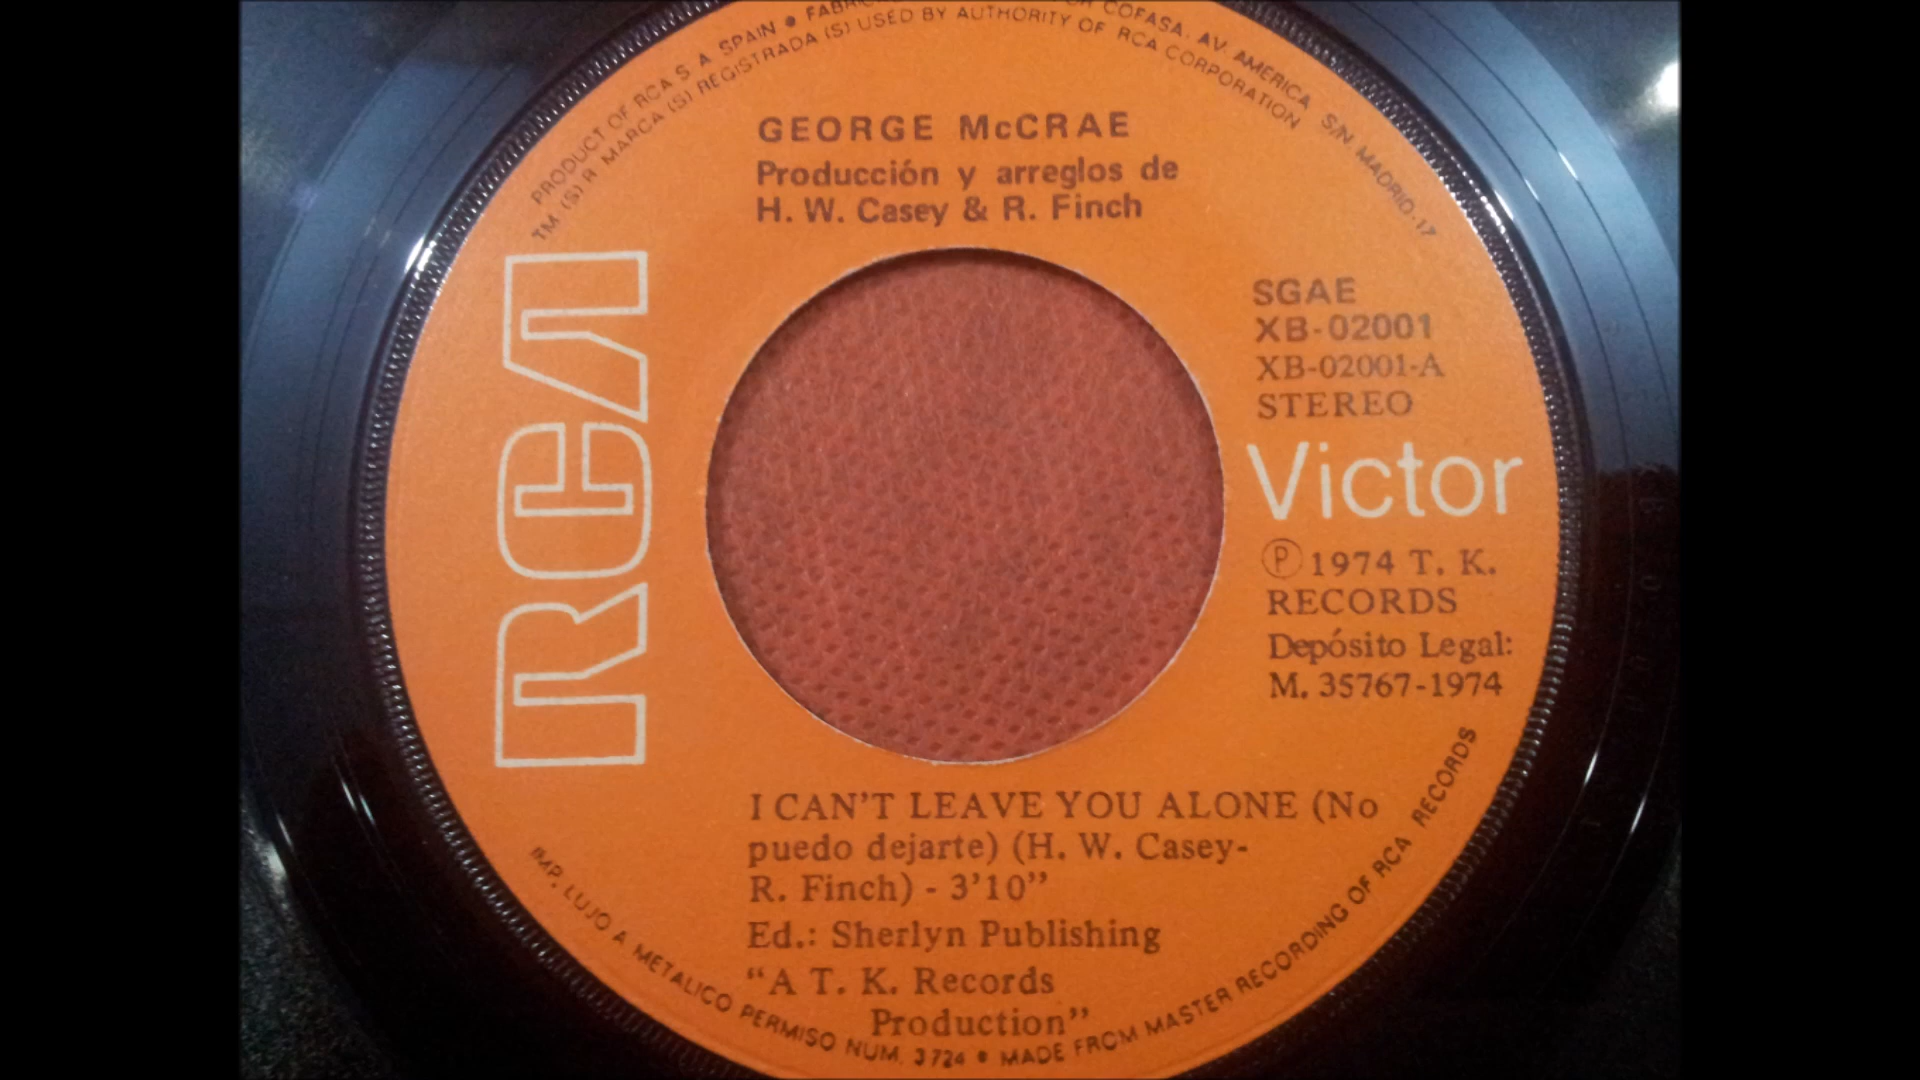 PRODUCT OF RCA S. A. SPAIN • COFASA. AV. AMÉRICA S/N. MADRID-17
TM (S) R MARCA (S) REGISTRADA (S) USED BY AUTHORITY OF RCA CORPORATION
GEORGE McCRAE
Producción y arreglos de
H. W. Casey & R. Finch
RCA
SGAE
XB-02001
XB-02001-A
STEREO
Victor
Ⓟ 1974 T. K.
RECORDS
Depósito Legal:
M. 35767-1974
I CAN'T LEAVE YOU ALONE (No
puedo dejarte) (H. W. Casey-
R. Finch) - 3'10"
Ed.: Sherlyn Publishing
"A T. K. Records
Production"
IMP. LUJO A METALICO PERMISO NUM. 3724 • MADE FROM MASTER RECORDING OF RCA RECORDS